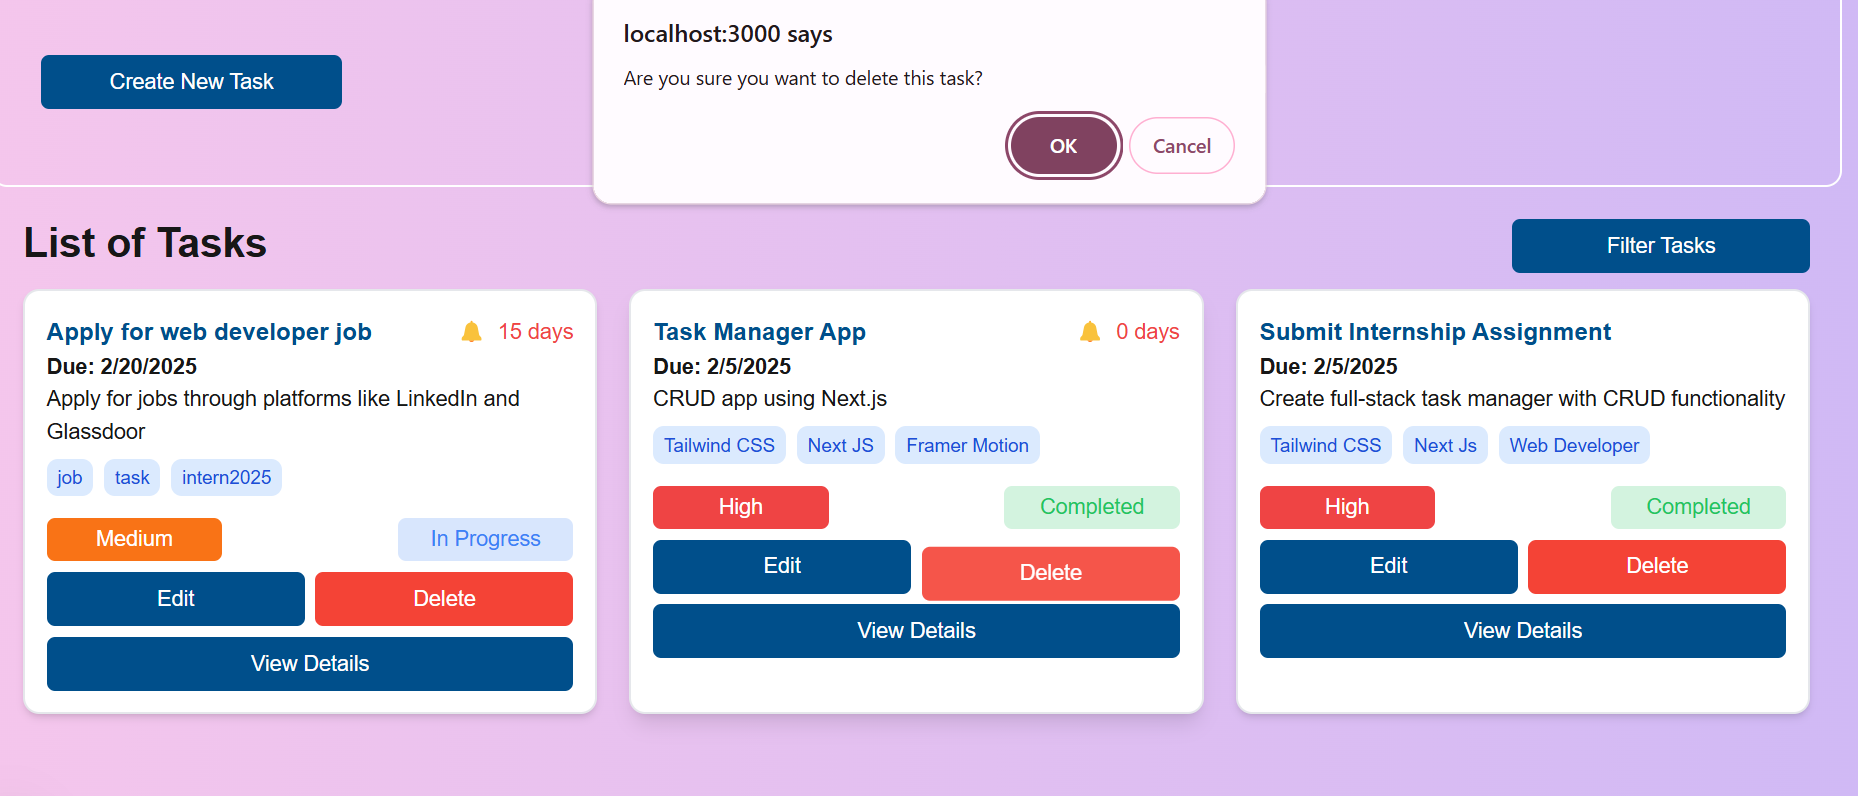 localhost:3000 says
Are you sure you want to delete this task?
OK
Cancel
Create New Task
List of Tasks
Filter Tasks
Apply for web developer job
15 days
Due: 2/20/2025
Apply for jobs through platforms like LinkedIn and
Glassdoor
job
task
intern2025
Medium
In Progress
Edit
Delete
View Details
Task Manager App
0 days
Due: 2/5/2025
CRUD app using Next.js
Tailwind CSS
Next JS
Framer Motion
High
Completed
Edit
Delete
View Details
Submit Internship Assignment
Due: 2/5/2025
Create full-stack task manager with CRUD functionality
Tailwind CSS
Next Js
Web Developer
High
Completed
Edit
Delete
View Details